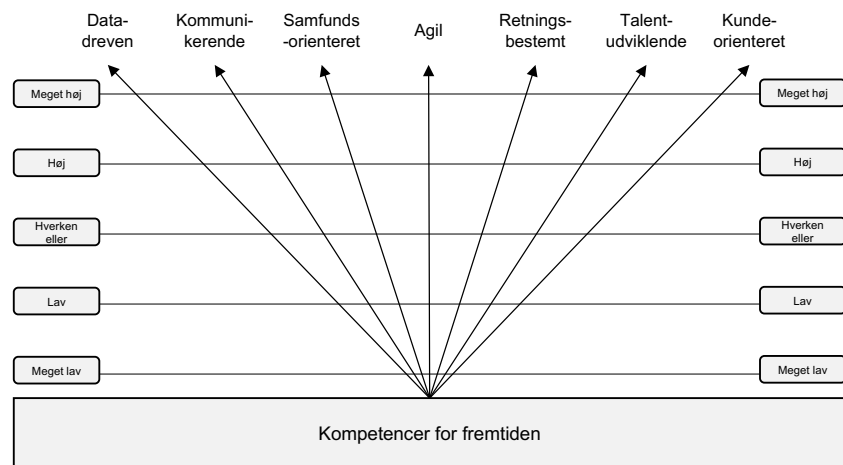 Data-
dreven
Kommuni-
kerende
Samfunds
-orienteret
Agil
Retnings-
bestemt
Talent-
udviklende
Kunde-
orienteret
Meget høj
Meget høj
Høj
Høj
Hverken
eller
Hverken
eller
Lav
Lav
Meget lav
Meget lav
Kompetencer for fremtiden